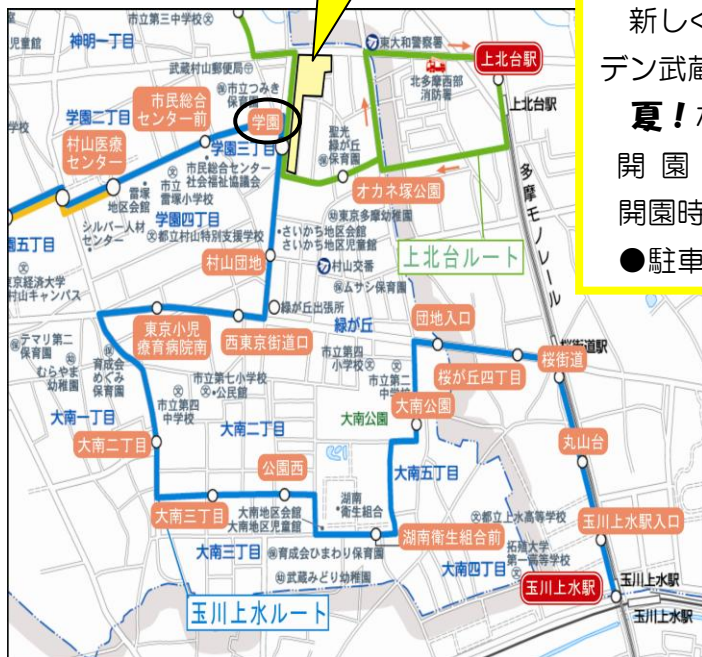 新しく
デン武蔵
夏!
開 園
開園時
●駐車
市立第三中学校
児童館
神明一丁目
武蔵村山郵便局
市立つみき
保育園
東大和警察署
上北台駅
北多摩西部
消防署
上北台駅
学園二丁目
市民総合
センター前
学園
村山医療
センター
学園三丁目
聖光
緑が丘
保育園
市民総合センター
社会福祉協議会
オカネ塚公園
雷塚
地区会館
市立
雷塚小学校
東京多摩幼稚園
多摩モノレール
シルバー人材
センター
学園四丁目
都立村山特別支援学校
さいかち地区会館
さいかち地区児童館
園五丁目
村山団地
村山交番
上北台ルート
東京経済大学
村山キャンパス
ムサシ保育園
緑が丘出張所
東京小児
療育病院南
西東京街道口
緑が丘
団地入口
テマリ第二
保育園
むらやま
幼稚園
育成会
めぐみ
保育園
市立第七小学校
公民館
市立第四
小学校
市立第二
中学校
桜が丘四丁目
桜街道
桜街道駅
市立第四
中学校
大南公園
大南公園
大南一丁目
大南二丁目
大南二丁目
丸山台
公園西
大南五丁目
大南三丁目
大南地区会館
大南地区児童館
湖南
衛生組合
湖南衛生組合前
都立上水高等学校
玉川上水駅入口
大南三丁目
育成会ひまわり保育園
拓殖大学
第一高等学校
大南四丁目
武蔵みどり幼稚園
玉川上水駅
玉川上水駅
玉川上水駅
玉川上水ルート